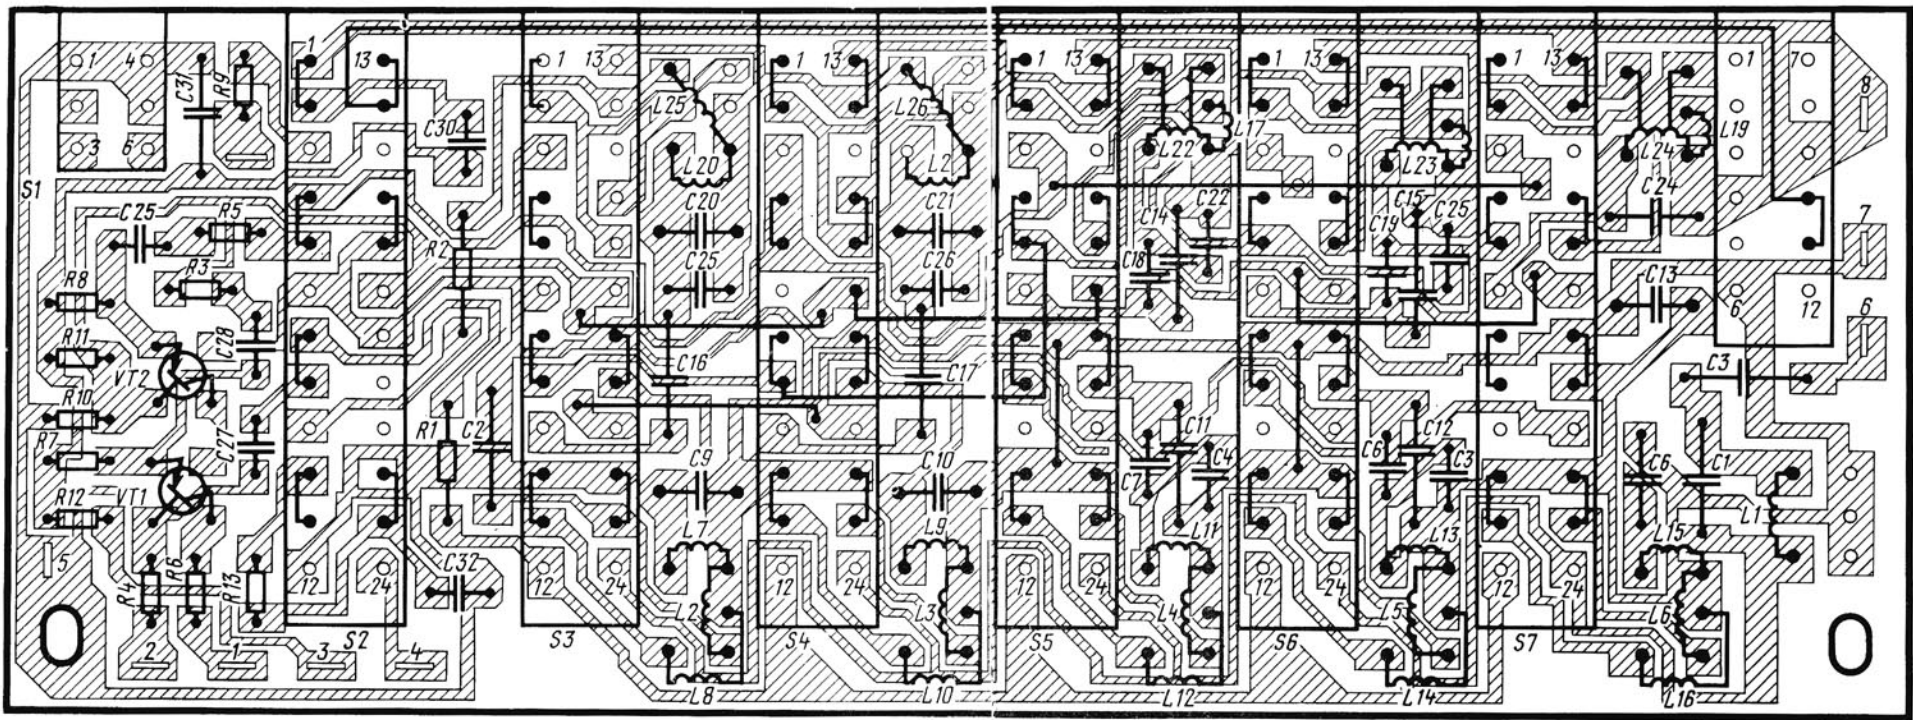 1 4 C31 R9 1 13 1 13 1 13 1 13 1 13 1 13 1 7 8
3 6 C30 L25 L26 L17 L19
L20 L2 L22 L23 L24
S1
C25 R5 C20 C21 C14 C22 C19 C15 C25 C24 7
R2
R8 R3 C25 C26 C18 C13 6 12 6
R11 C28
VT2 C16 C17 C3
R10
R7 C27 R1 C2 C9 C10 C7 C11 C4 C6 C12 C3 C6 C1
VT1
R12 L7 L9 L11 L13 L15 L1
5 12 24 C32 12 24 12 24 12 24 12 24 12 24
R4 R6 R13 L2 L3 L4 L5 L6
2 1 3 S2 4 S3 S4 S5 S6 S7
L8 L10 L12 L14 L16